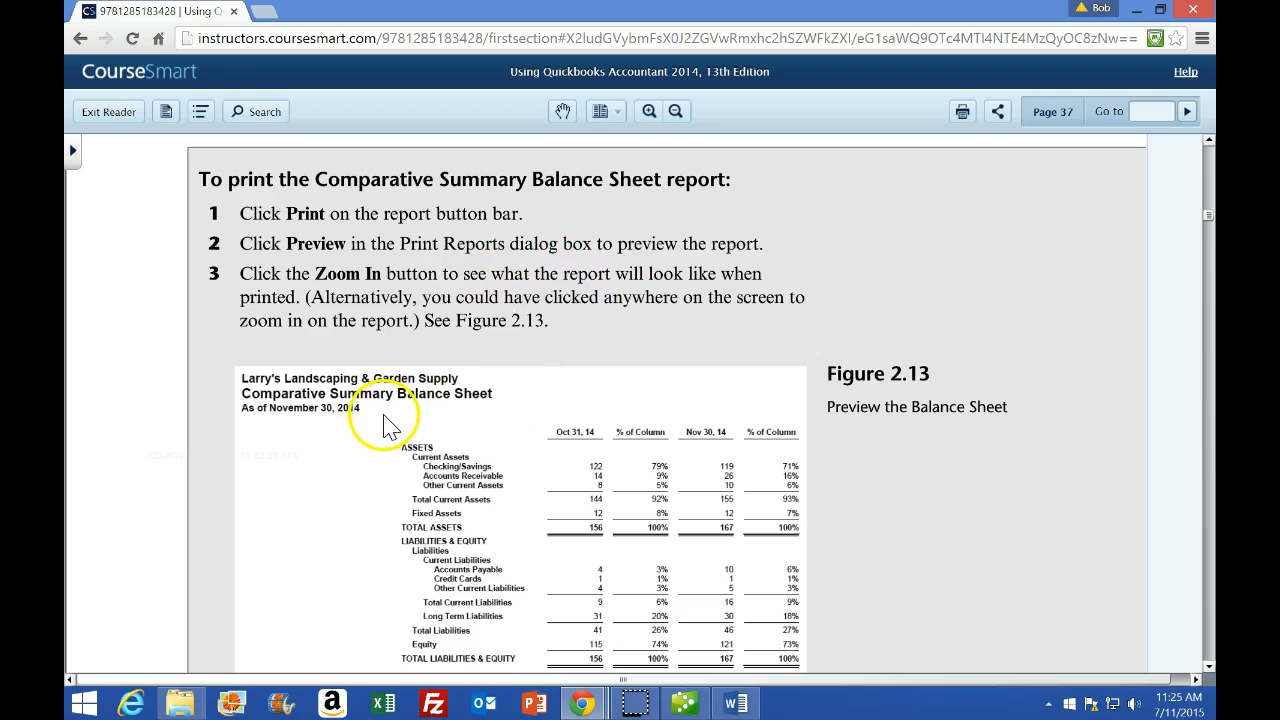 9781285183428 | Using Q
Bob
instructors.coursesmart.com/9781285183428/firstsection#X2ludGVybmFsX0J2ZGVwRmxhc2hSZWFkZXI/eG1saWQ9OTc4MTI4NTE4MzQyOC8zNw==
CourseSmart
Using Quickbooks Accountant 2014, 13th Edition
Help
Exit Reader
Search
Page 37
Go to
To print the Comparative Summary Balance Sheet report:
1 Click Print on the report button bar.
2 Click Preview in the Print Reports dialog box to preview the report.
3 Click the Zoom In button to see what the report will look like when
printed. (Alternatively, you could have clicked anywhere on the screen to
zoom in on the report.) See Figure 2.13.
Larry's Landscaping & Garden Supply
Comparative Summary Balance Sheet
As of November 30, 2014
Figure 2.13
Preview the Balance Sheet
Oct 31, 14 % of Column Nov 30, 14 % of Column
ASSETS
Current Assets
Checking/Savings 122 79% 119 71%
Accounts Receivable 14 9% 26 16%
Other Current Assets 8 5% 10 6%
Total Current Assets 144 92% 155 93%
Fixed Assets 12 8% 12 7%
TOTAL ASSETS 156 100% 167 100%
LIABILITIES & EQUITY
Liabilities
Current Liabilities
Accounts Payable 4 3% 10 6%
Credit Cards 1 1% 1 1%
Other Current Liabilities 4 3% 5 3%
Total Current Liabilities 9 6% 16 9%
Long Term Liabilities 31 20% 30 18%
Total Liabilities 41 26% 46 27%
Equity 115 74% 121 73%
TOTAL LIABILITIES & EQUITY 156 100% 167 100%
11:25 AM
7/11/2015